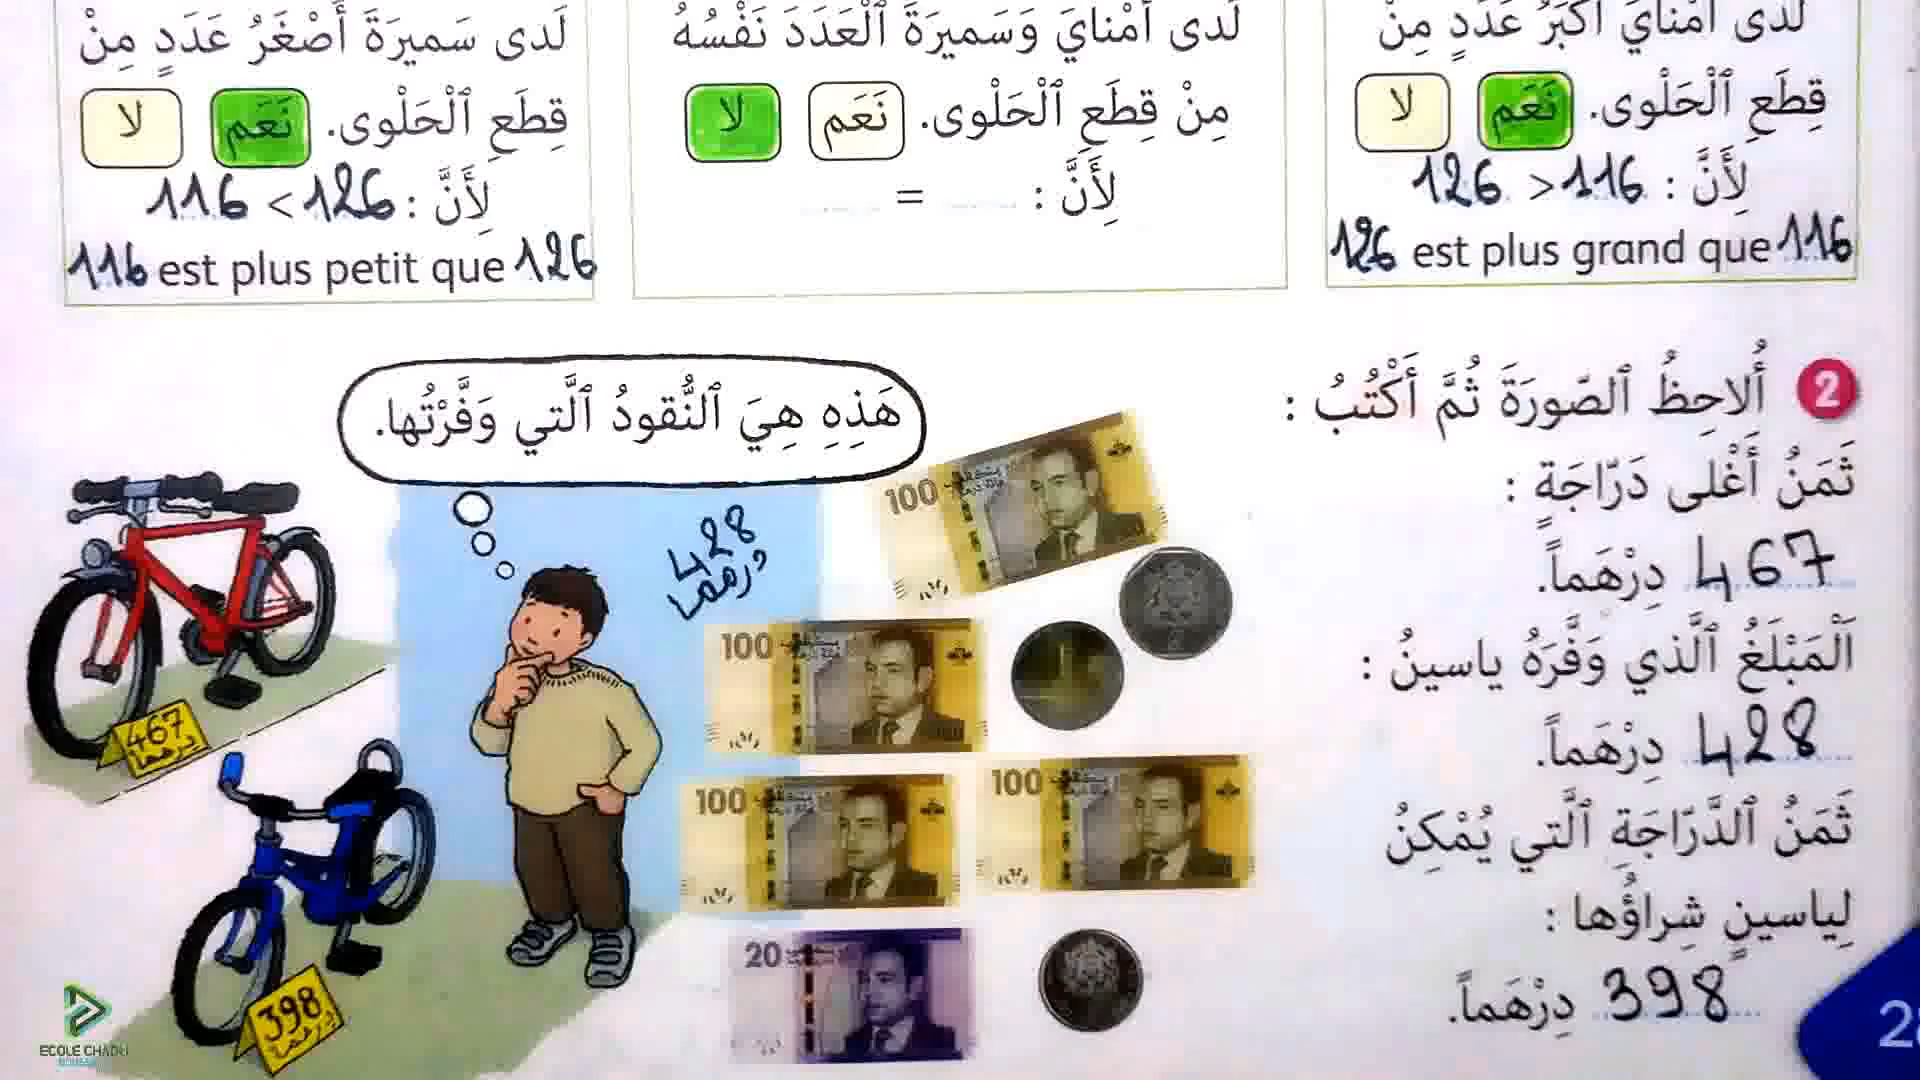 لَدى أَمْنايَ أَكْبَرُ عَدَدٍ مِنْ
قِطَعِ ٱلْحَلْوى. نَعَم لا
لِأَنَّ : 126 > 116
126 est plus grand que 116
لَدى أَمْنايَ وَسَميرَةَ ٱلْعَدَدَ نَفْسُهُ
مِنْ قِطَعِ ٱلْحَلْوى. نَعَم لا
لِأَنَّ : ...... = ......
لَدى سَميرَةَ أَصْغَرُ عَدَدٍ مِنْ
قِطَعِ ٱلْحَلْوى. نَعَم لا
لِأَنَّ : 116 < 126
116 est plus petit que 126
2 أُلاحِظُ ٱلصّورَةَ ثُمَّ أَكْتُبُ :
ثَمَنُ أَغْلى دَرّاجَةٍ :
467 دِرْهَماً.
اَلْمَبْلَغُ ٱلَّذي وَفَّرَهُ ياسينُ :
428 دِرْهَماً.
ثَمَنُ ٱلدَّرّاجَةِ ٱلَّتي يُمْكِنُ
لِياسينٍ شِراؤُها :
398 دِرْهَماً.
هَذِهِ هِيَ ٱلنُّقودُ ٱلَّتي وَفَّرْتُها.
428
درهما
100
100
100
100
20
467
درهما
398
درهما
ECOLE CHADLI